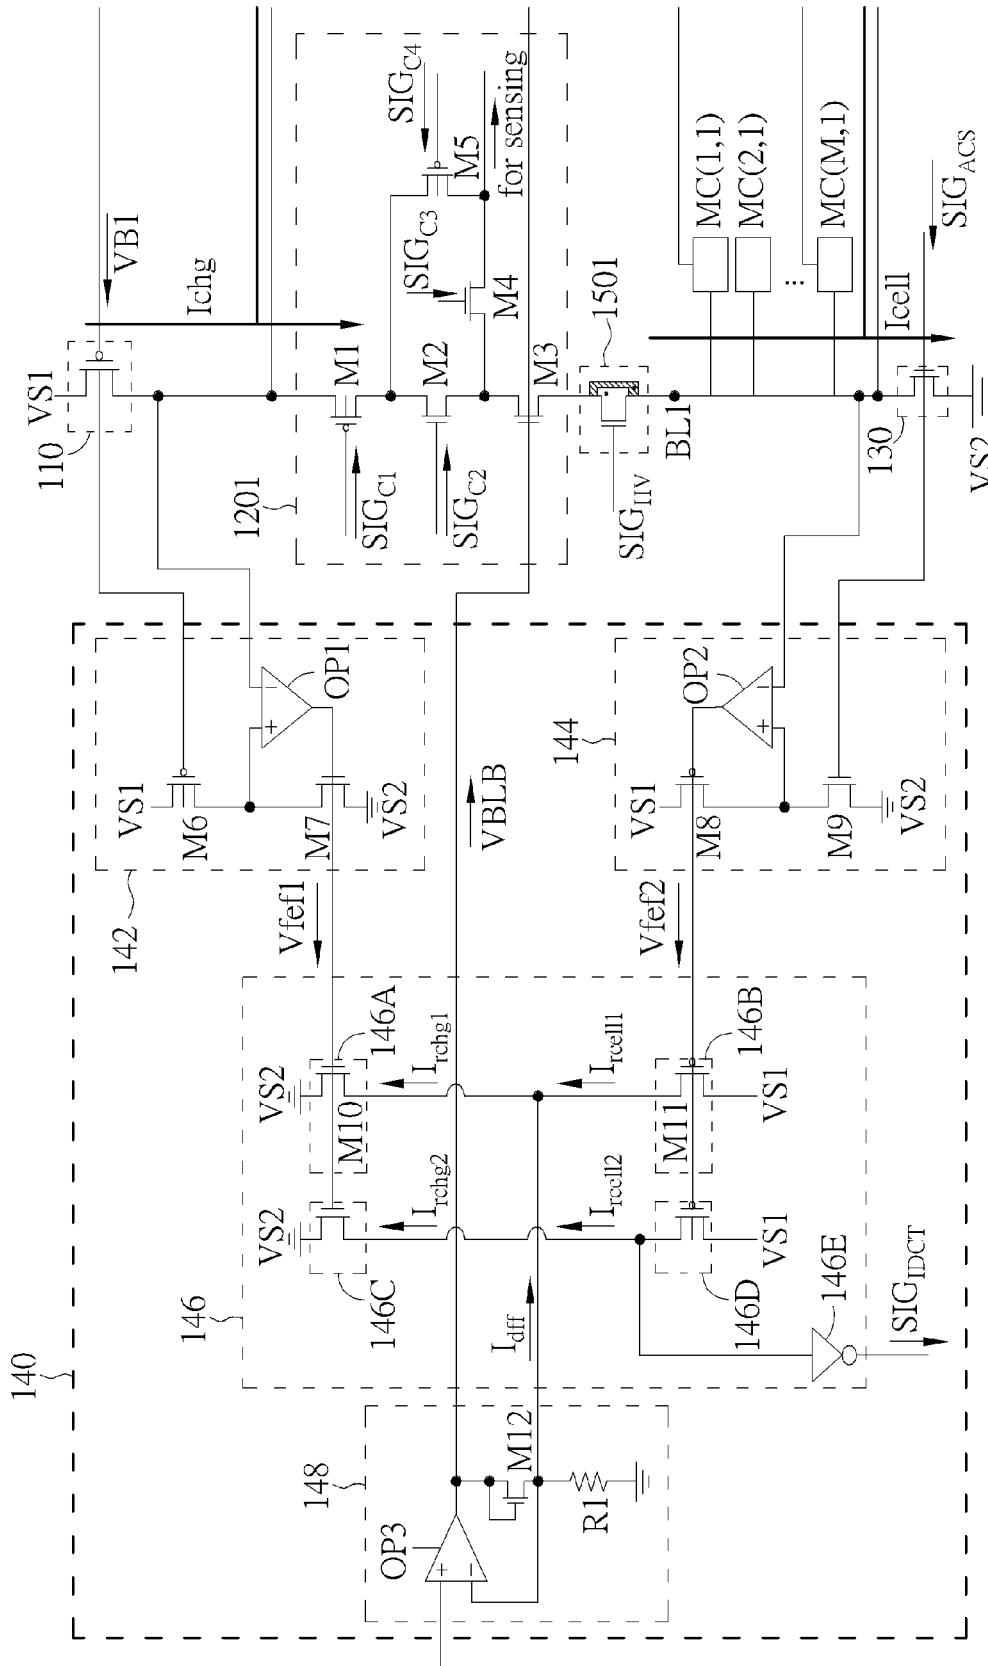 VS1
110
VB1
Ichg
1201
SIGC1
M1
SIGC2
M2
SIGC3
M4
SIGC4
M5
for sensing
M3
1501
SIGIIV
BL1
MC(1,1)
MC(2,1)
...
MC(M,1)
Icell
130
SIGACS
VS2
140
142
VS1
M6
OP1
M7
VS2
Vfef1
VBLB
144
OP2
VS1
M8
M9
VS2
Vfef2
146
VS2
146A
M10
Irchg1
VS2
146C
Irchg2
Ircell1
146B
M11
VS1
Ircell2
146D
VS1
146E
SIGIDCT
Idff
148
OP3
M12
R1